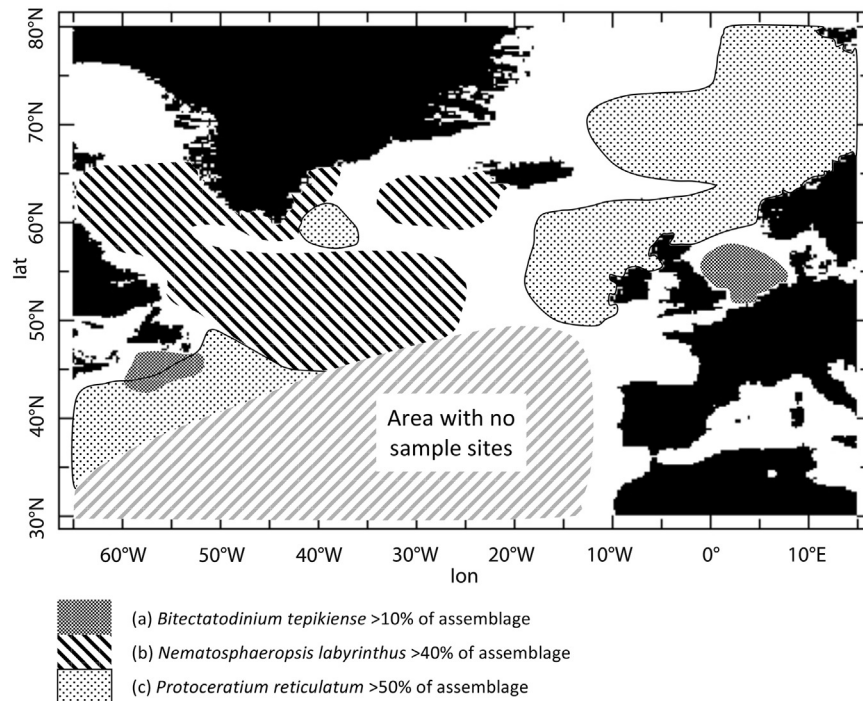 80°N
70°N
60°N
lat
50°N
40°N
30°N
Area with no
sample sites
60°W 50°W 40°W 30°W 20°W 10°W 0° 10°E
lon
(a) Bitectatodinium tepikiense >10% of assemblage
(b) Nematosphaeropsis labyrinthus >40% of assemblage
(c) Protoceratium reticulatum >50% of assemblage